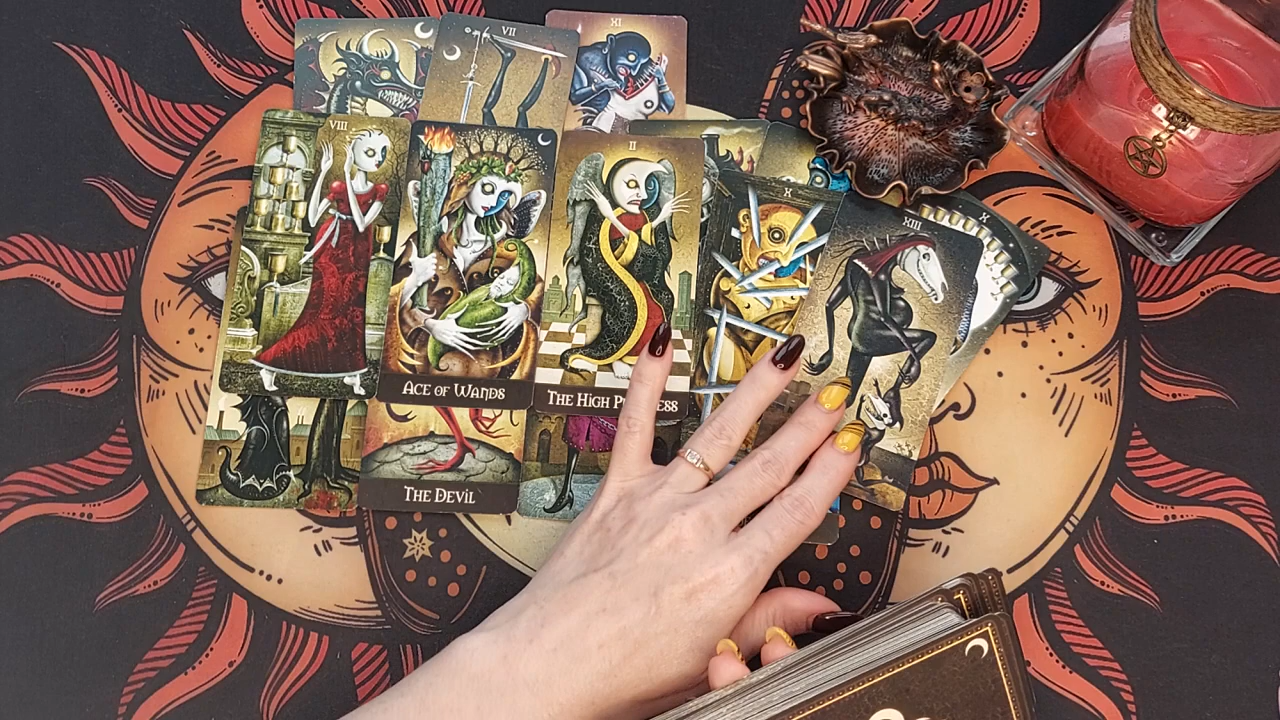 VII
XI
VIII
II
X
X
XIII
ACE OF WANDS
THE HIGH PRIESTESS
THE DEVIL